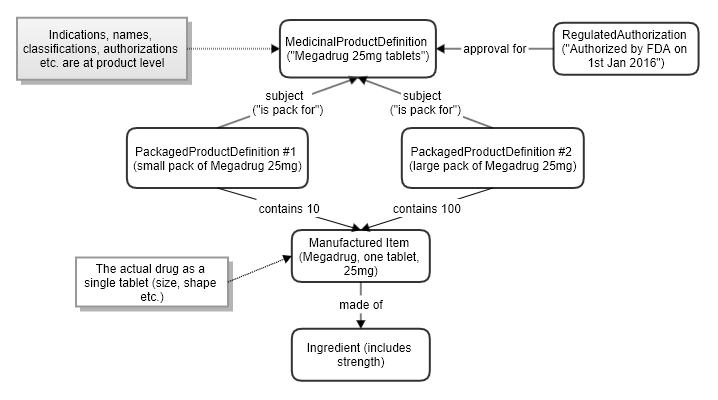 Indications, names,
classifications, authorizations
etc. are at product level
MedicinalProductDefinition
("Megadrug 25mg tablets")
approval for
RegulatedAuthorization
("Authorized by FDA on
1st Jan 2016")
subject
("is pack for")
subject
("is pack for")
PackagedProductDefinition #1
(small pack of Megadrug 25mg)
PackagedProductDefinition #2
(large pack of Megadrug 25mg)
contains 10
contains 100
Manufactured Item
(Megadrug, one tablet,
25mg)
The actual drug as a
single tablet (size, shape
etc.)
made of
Ingredient (includes
strength)